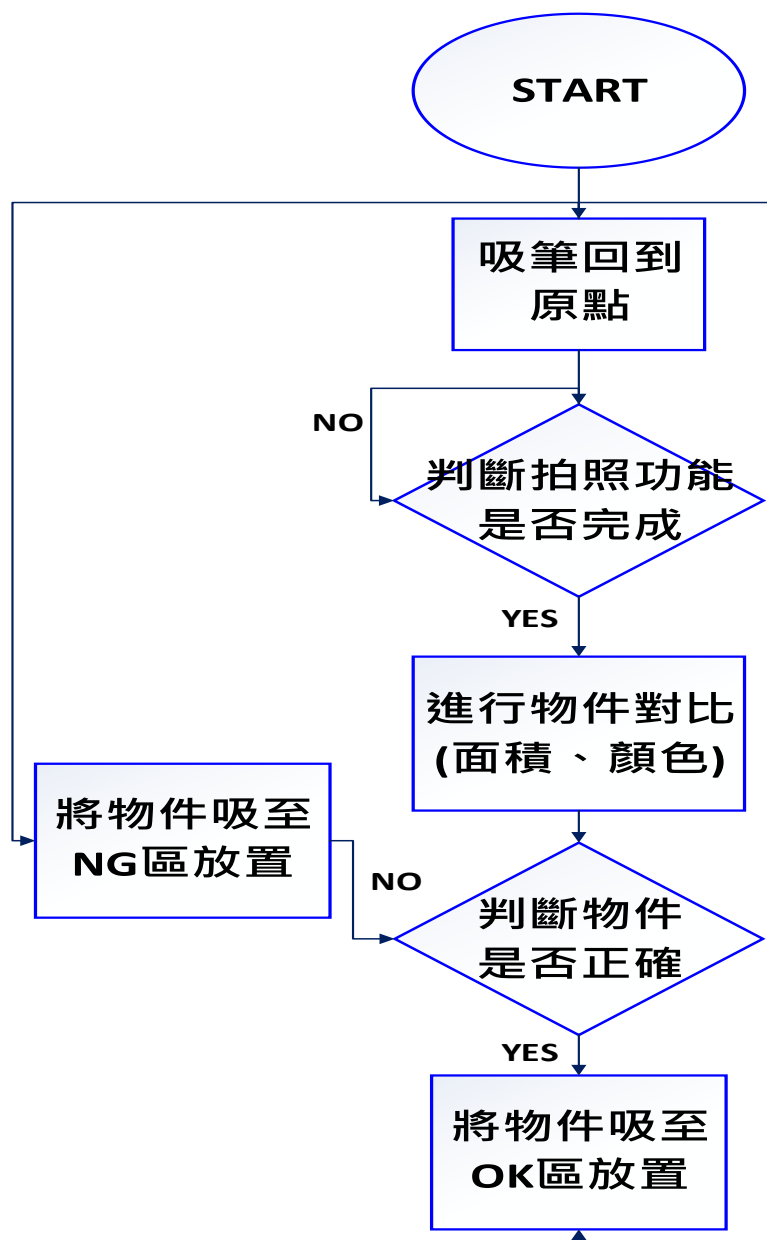 START
吸筆回到
原點
NO
判斷拍照功能
是否完成
YES
進行物件對比
(面積、顏色)
將物件吸至
NG區放置
NO
判斷物件
是否正確
YES
將物件吸至
OK區放置